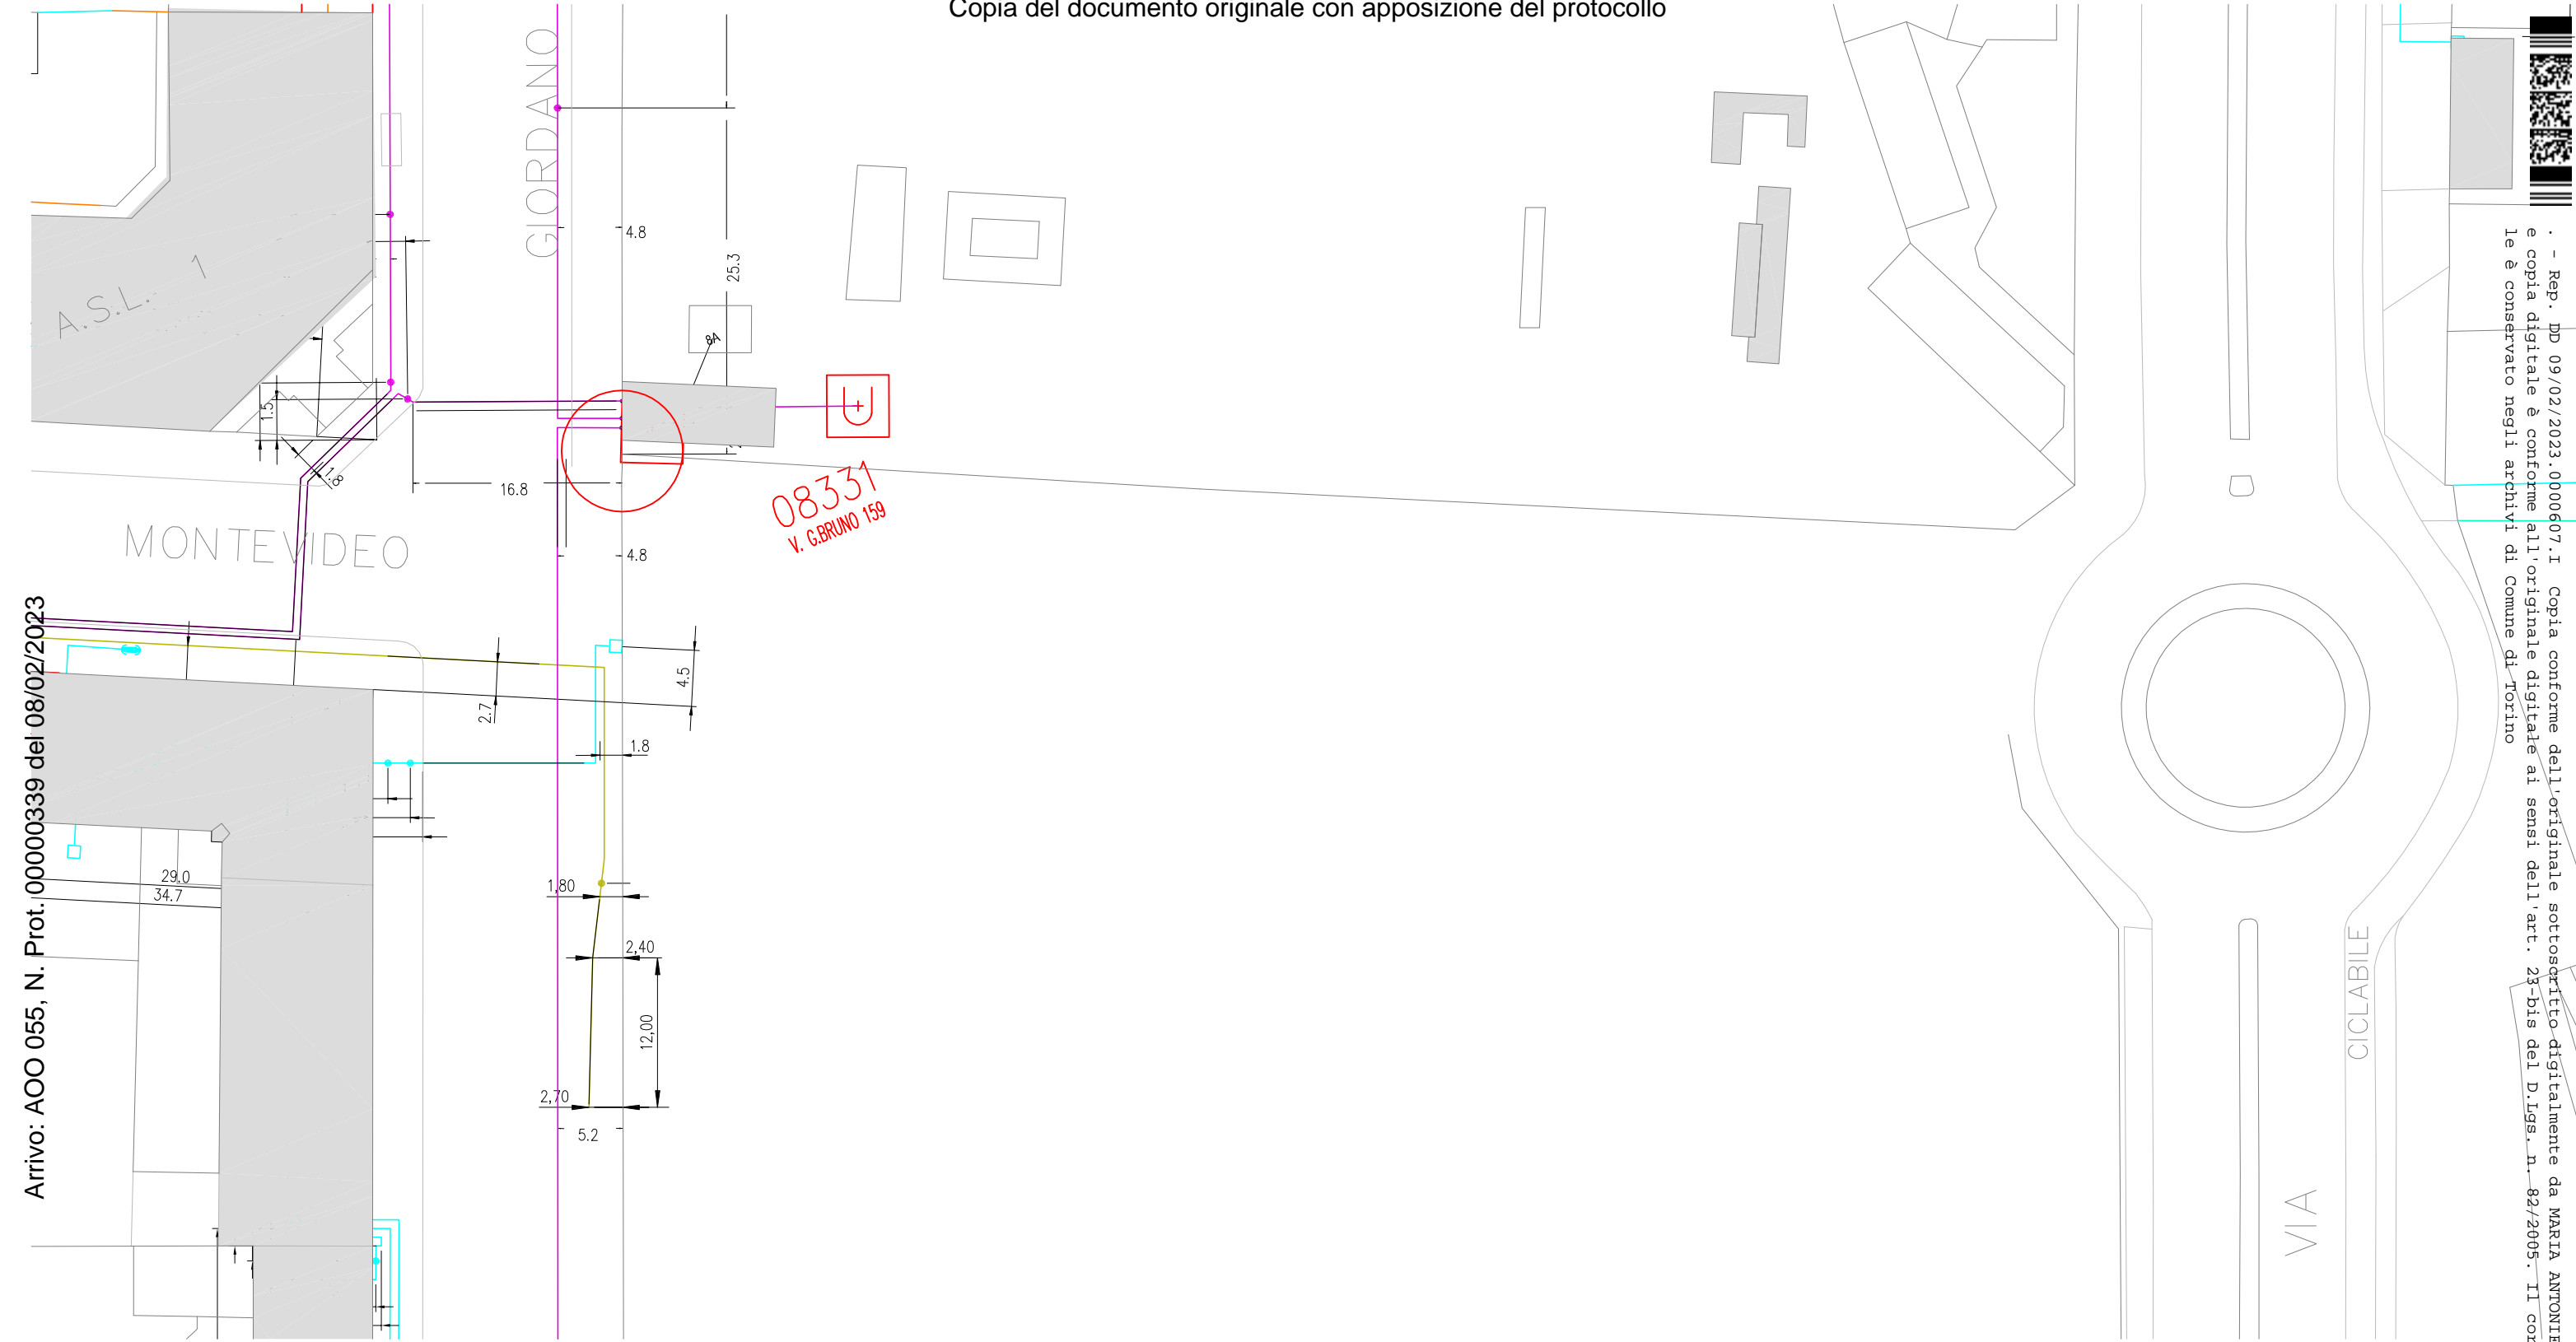 Copia del documento originale con apposizione del protocollo
GIORDANO
4.8
25.3
A.S.L. 1
8A
1.5
1.8
16.8
08331
V. G.BRUNO 159
U
MONTEVIDEO
4.8
4.5
2.7
1.8
29.0
34.7
1,80
2,40
12,00
2,70
5.2
CICLABILE
VIA
Arrivo: AOO 055, N. Prot. 00000339 del 08/02/2023
. - Rep. DD 09/02/2023.0000607.I Copia conforme dell'originale sottoscritto digitalmente da MARIA ANTONIE
e copia digitale è conforme all'originale digitale ai sensi dell'art. 23-bis del D.Lgs. n. 82/2005. Il cor
le è conservato negli archivi di Comune di Torino